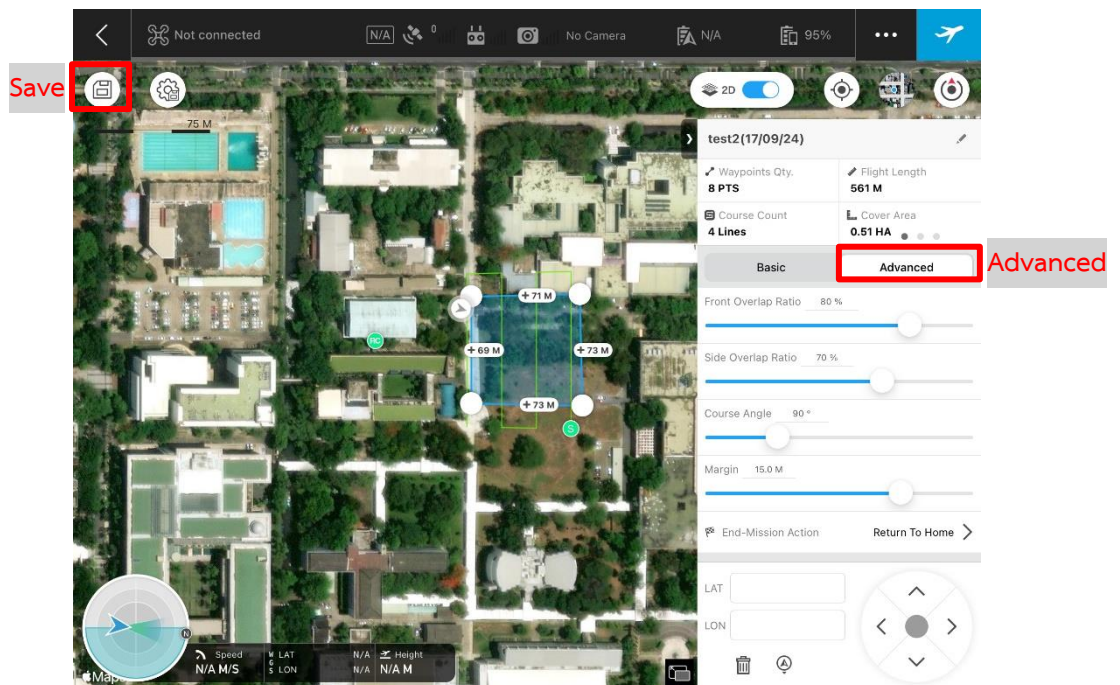 Not connected
N/A
0
No Camera
N/A
95%
Save
2D
75 M
test2(17/09/24)
Waypoints Qty.
8 PTS
Flight Length
561 M
Course Count
4 Lines
Cover Area
0.51 HA
Basic
Advanced
Advanced
Front Overlap Ratio 80 %
Side Overlap Ratio 70 %
Course Angle 90 °
Margin 15.0 M
End-Mission Action Return To Home
LAT
LON
+ 71 M
+ 69 M
+ 73 M
+ 73 M
RC
S
N
Speed
N/A M/S
WGS
LAT N/A
LON N/A
Height
N/A M
Maps